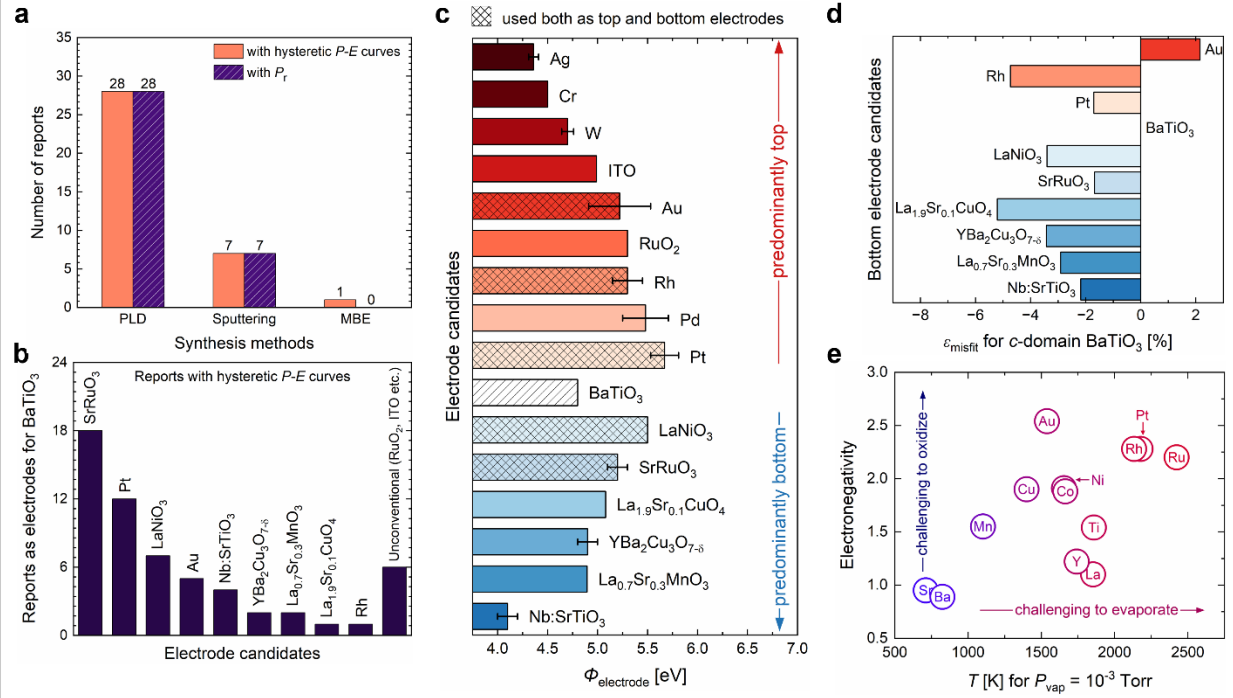 a
35
30
25
20
15
10
5
0
Number of reports
with hysteretic P-E curves
with Pr
28 28
7 7
1 0
PLD Sputtering MBE
Synthesis methods
b
24
18
12
6
0
Reports as electrodes for BaTiO3
Reports with hysteretic P-E curves
SrRuO3
Pt
LaNiO3
Au
Nb:SrTiO3
YBa2Cu3O7-δ
La0.7Sr0.3MnO3
La1.9Sr0.1CuO4
Rh
Unconventional (RuO2, ITO etc.)
Electrode candidates
c
used both as top and bottom electrodes
Electrode candidates
Ag
Cr
W
ITO
Au
RuO2
Rh
Pd
Pt
BaTiO3
LaNiO3
SrRuO3
La1.9Sr0.1CuO4
YBa2Cu3O7-δ
La0.7Sr0.3MnO3
Nb:SrTiO3
predominantly top
predominantly bottom
4.0 4.5 5.0 5.5 6.0 6.5 7.0
Φelectrode [eV]
d
Bottom electrode candidates
Au
Rh
Pt
BaTiO3
LaNiO3
SrRuO3
La1.9Sr0.1CuO4
YBa2Cu3O7-δ
La0.7Sr0.3MnO3
Nb:SrTiO3
−8 −6 −4 −2 0 2
εmisfit for c-domain BaTiO3 [%]
e
3.0
2.5
2.0
1.5
1.0
0.5
Electronegativity
challenging to oxidize
Au
Pt
Rh
Ru
Cu
Ni
Co
Mn
Ti
Y
La
Sr
Ba
challenging to evaporate
500 1000 1500 2000 2500
T [K] for Pvap = 10-3 Torr